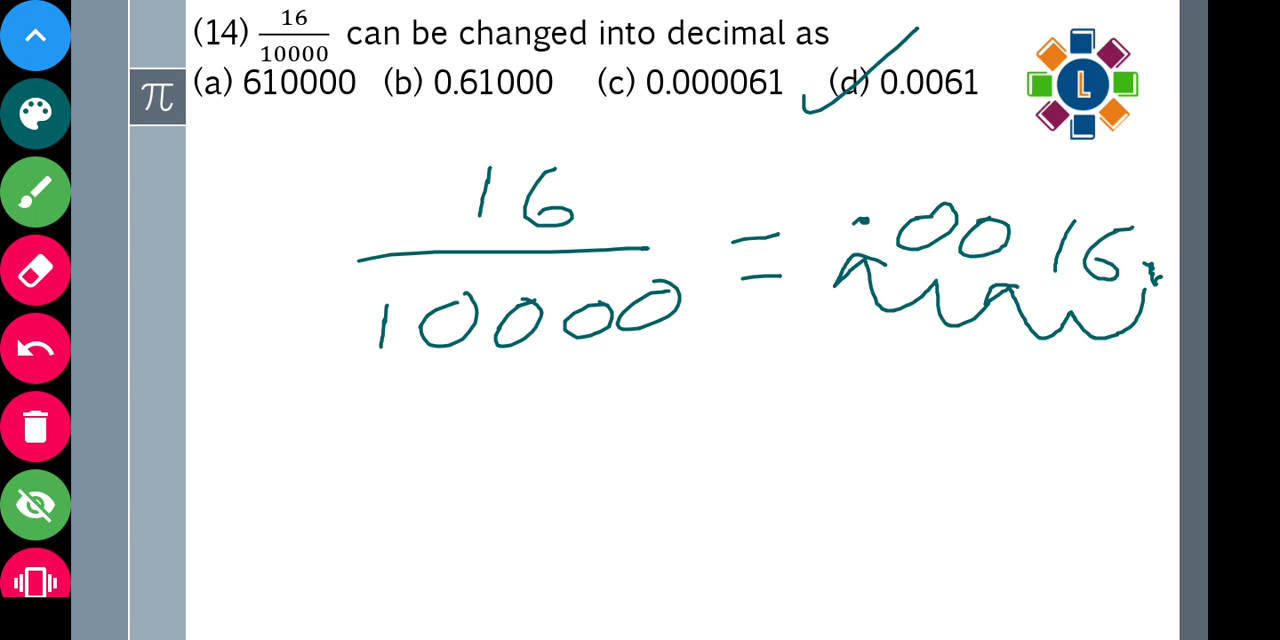 (14) 16/10000 can be changed into decimal as
(a) 610000 (b) 0.61000 (c) 0.000061 (d) 0.0061
π
L
16/10000 = .0016.